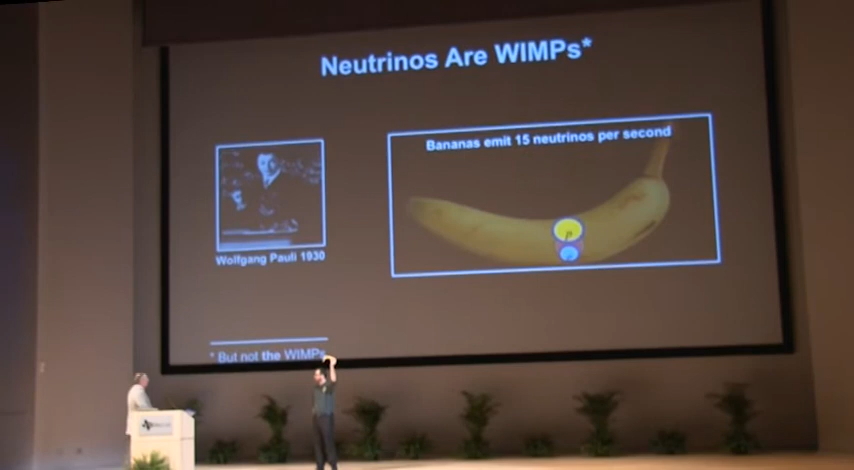 Neutrinos Are WIMPs*
Bananas emit 15 neutrinos per second
p
Wolfgang Pauli 1930
* But not the WIMPs